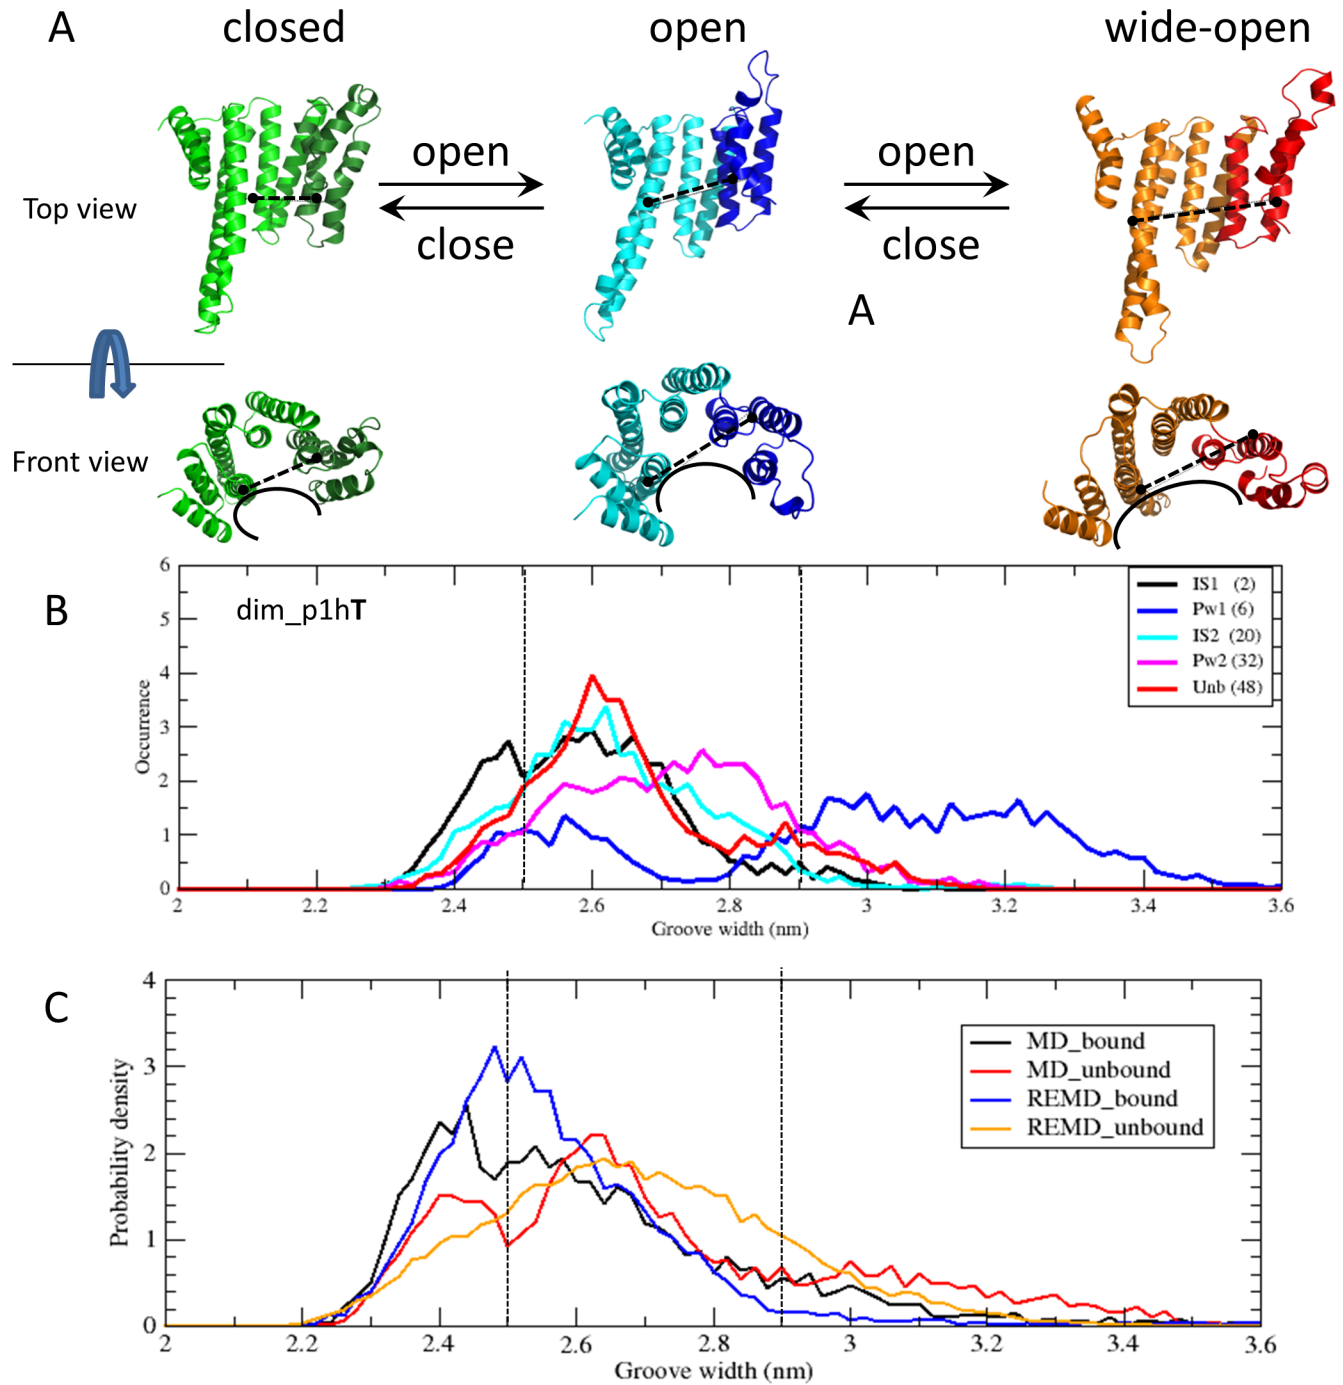 A
closed
open
wide-open
open
close
open
close
Top view
A
Front view
B
dim_p1hT
6
5
4
3
2
1
0
Occurrence
IS1 (2)
Pw1 (6)
IS2 (20)
Pw2 (32)
Unb (48)
2 2.2 2.4 2.6 2.8 3 3.2 3.4 3.6
Groove width (nm)
C
4
3
2
1
0
Probability density
MD_bound
MD_unbound
REMD_bound
REMD_unbound
2 2.2 2.4 2.6 2.8 3 3.2 3.4 3.6
Groove width (nm)